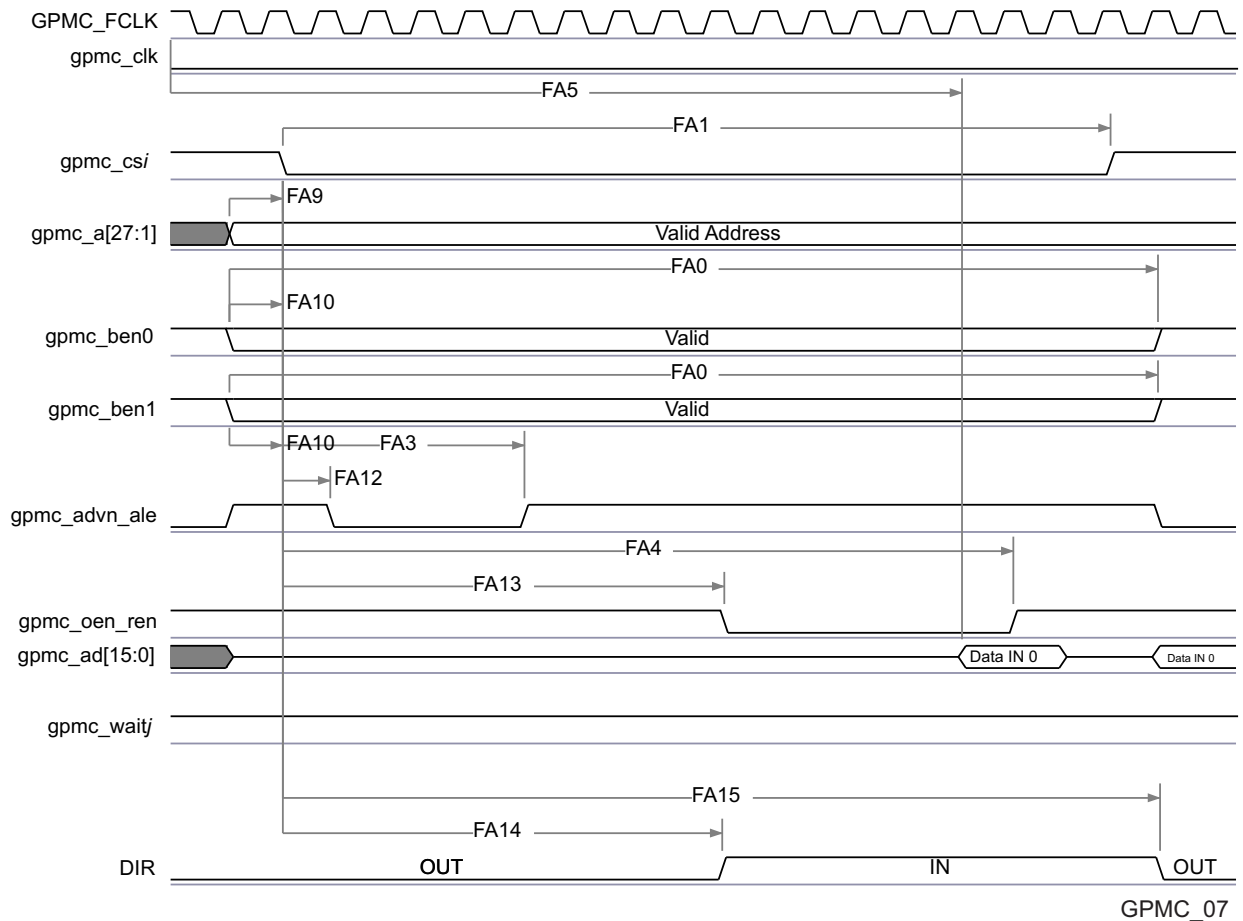 GPMC_FCLK
gpmc_clk
FA5
FA1
gpmc_csi
FA9
gpmc_a[27:1]
Valid Address
FA0
FA10
gpmc_ben0
Valid
FA0
gpmc_ben1
Valid
FA10
FA3
FA12
gpmc_advn_ale
FA4
FA13
gpmc_oen_ren
gpmc_ad[15:0]
Data IN 0
Data IN 0
gpmc_waitj
FA15
FA14
DIR
OUT
IN
OUT
GPMC_07